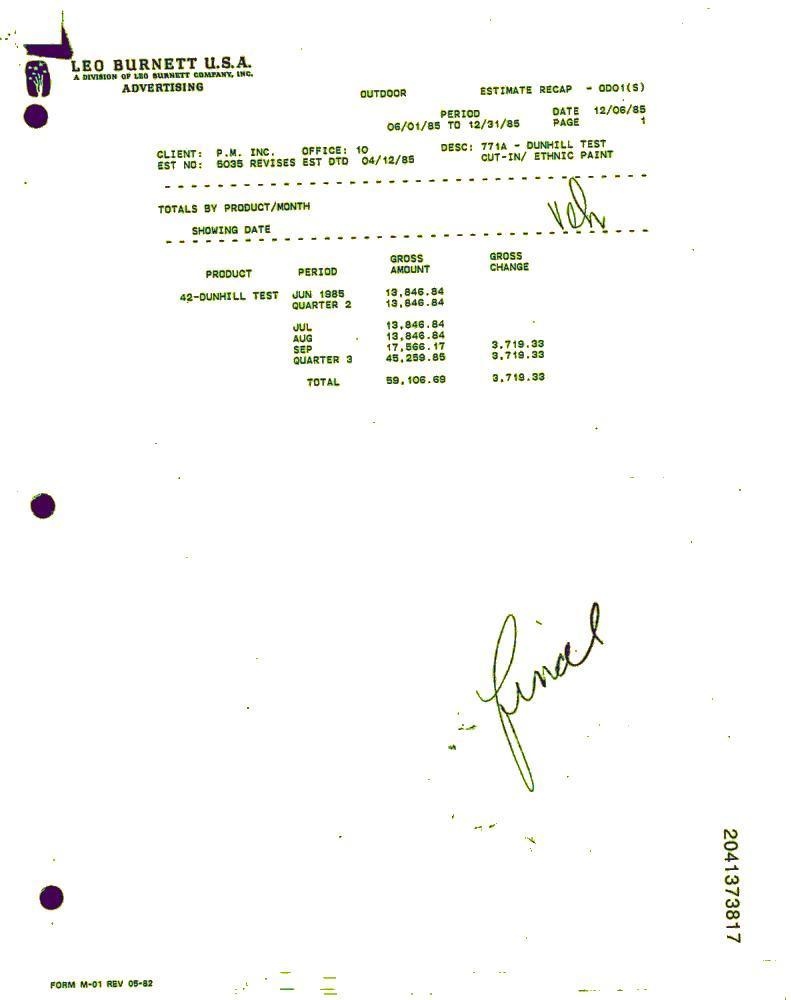 LEO BURNETT U.S.A.
A DIVISION OF LEO BURNETT COMPANY, INC.
ADVERTISING
OUTDOOR ESTIMATE RECAP - OD01(S)
PERIOD DATE 12/06/85
06/01/85 TO 12/31/85 PAGE 1
CLIENT: P.M. INC. OFFICE: 10 DESC: 771A - DUNHILL TEST
EST NO: 5035 REVISES EST DTD 04/12/85 CUT-IN/ ETHNIC PAINT
TOTALS BY PRODUCT/MONTH
SHOWING DATE
GROSS GROSS
PRODUCT PERIOD AMOUNT CHANGE
42-DUNHILL TEST JUN 1985 13,846.84
QUARTER 2 13,846.84
JUL 13,846.84
AUG 13,846.84
SEP 17,566.17 3,719.33
QUARTER 3 45,259.85 3,719.33
TOTAL 59,106.69 3,719.33
final
2041373817
FORM M-01 REV 05-82